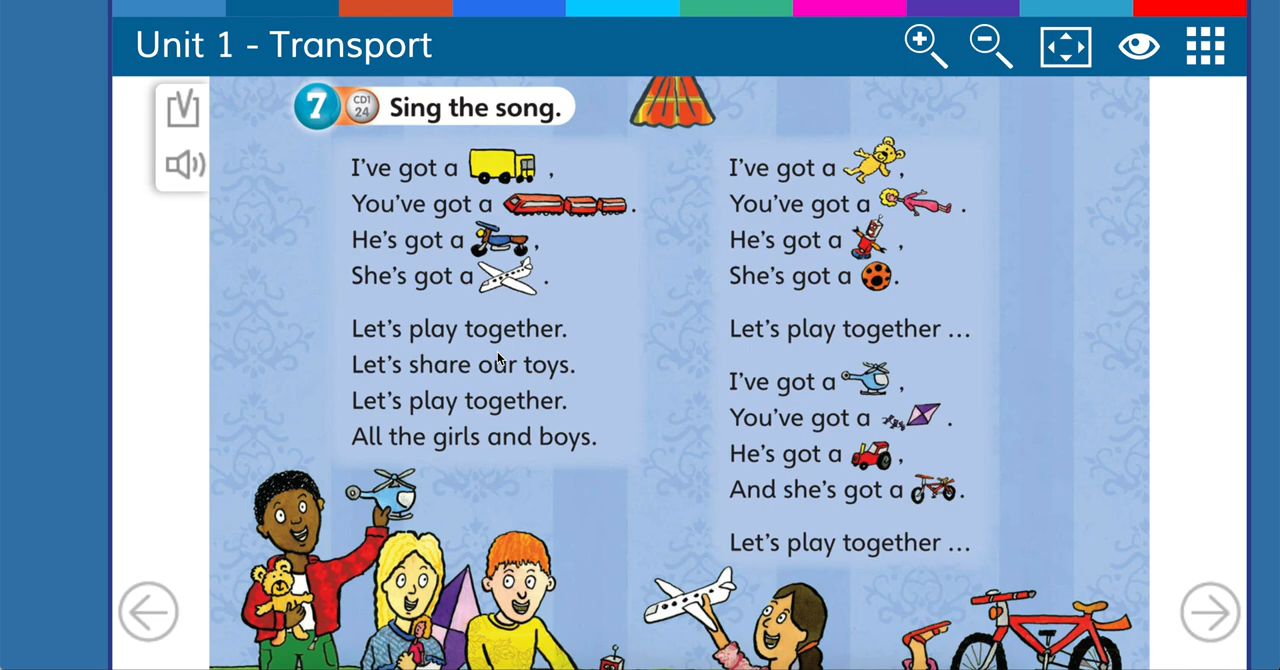 Unit 1 - Transport
7 CD1 24 Sing the song.
I've got a ,
You've got a .
He's got a ,
She's got a .
Let's play together.
Let's share our toys.
Let's play together.
All the girls and boys.
I've got a ,
You've got a .
He's got a ,
She's got a .
Let's play together ...
I've got a ,
You've got a .
He's got a ,
And she's got a .
Let's play together ...